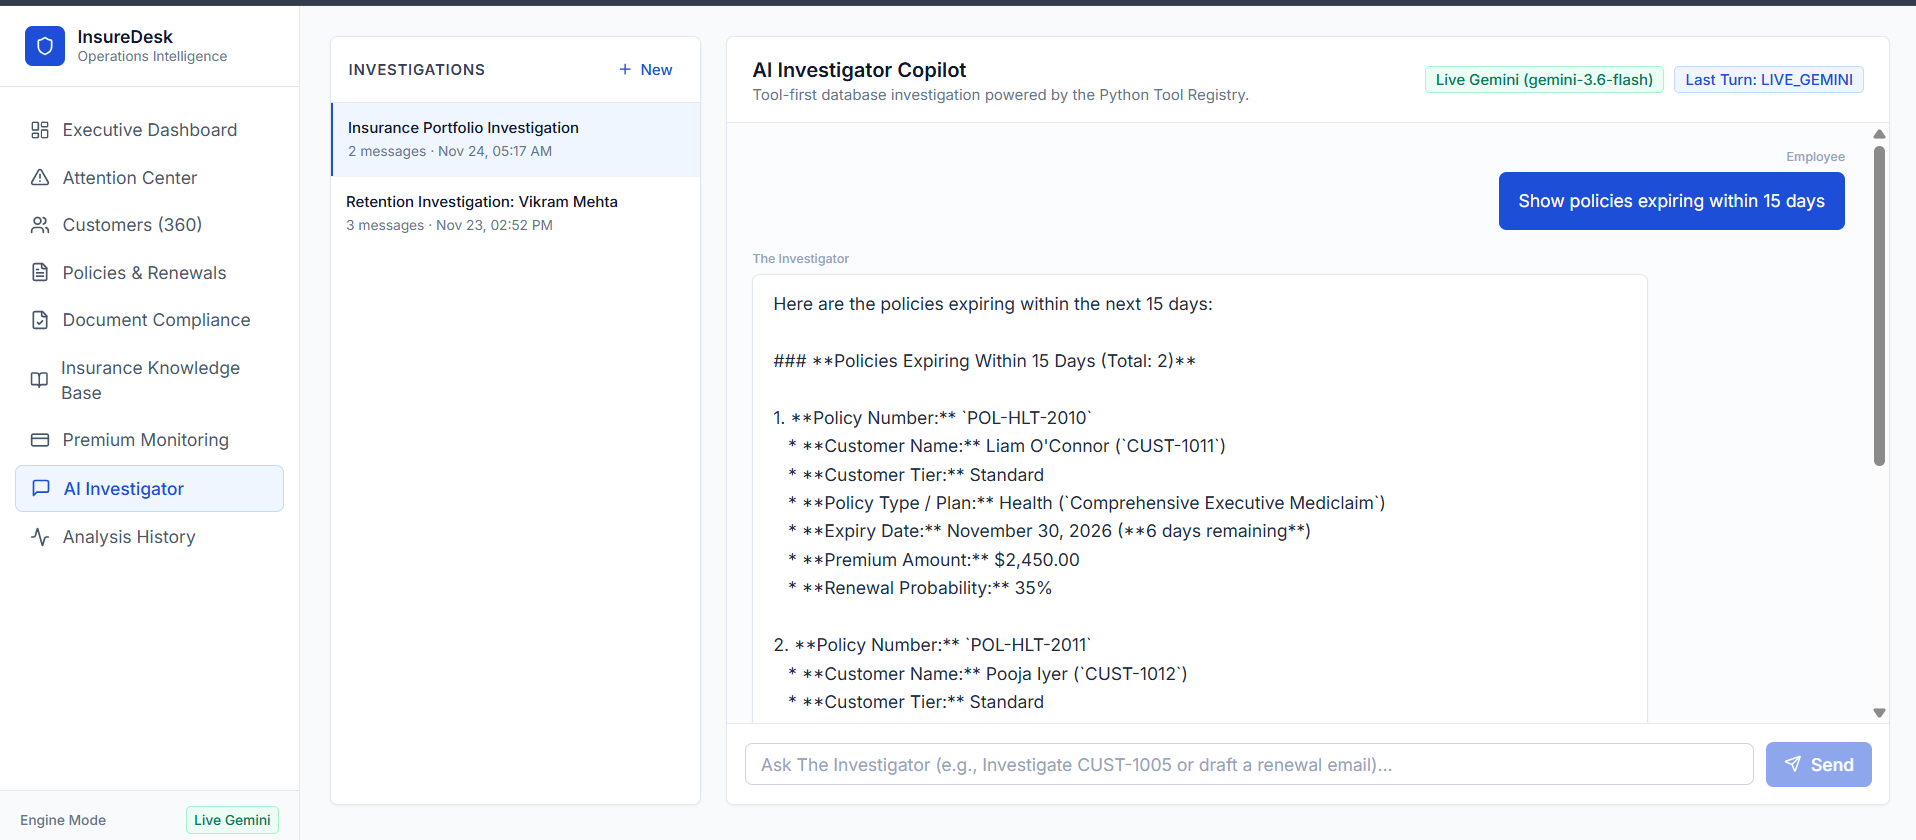 InsureDesk
Operations Intelligence
Executive Dashboard
Attention Center
Customers (360)
Policies & Renewals
Document Compliance
Insurance Knowledge
Base
Premium Monitoring
AI Investigator
Analysis History
Engine Mode
Live Gemini
INVESTIGATIONS
+ New
Insurance Portfolio Investigation
2 messages · Nov 24, 05:17 AM
Retention Investigation: Vikram Mehta
3 messages · Nov 23, 02:52 PM
AI Investigator Copilot
Tool-first database investigation powered by the Python Tool Registry.
Live Gemini (gemini-3.6-flash)
Last Turn: LIVE_GEMINI
Employee
Show policies expiring within 15 days
The Investigator
Here are the policies expiring within the next 15 days:
### **Policies Expiring Within 15 Days (Total: 2)**
1. **Policy Number:** `POL-HLT-2010`
* **Customer Name:** Liam O'Connor (`CUST-1011`)
* **Customer Tier:** Standard
* **Policy Type / Plan:** Health (`Comprehensive Executive Mediclaim`)
* **Expiry Date:** November 30, 2026 (**6 days remaining**)
* **Premium Amount:** $2,450.00
* **Renewal Probability:** 35%
2. **Policy Number:** `POL-HLT-2011`
* **Customer Name:** Pooja Iyer (`CUST-1012`)
* **Customer Tier:** Standard
Ask The Investigator (e.g., Investigate CUST-1005 or draft a renewal email)...
Send